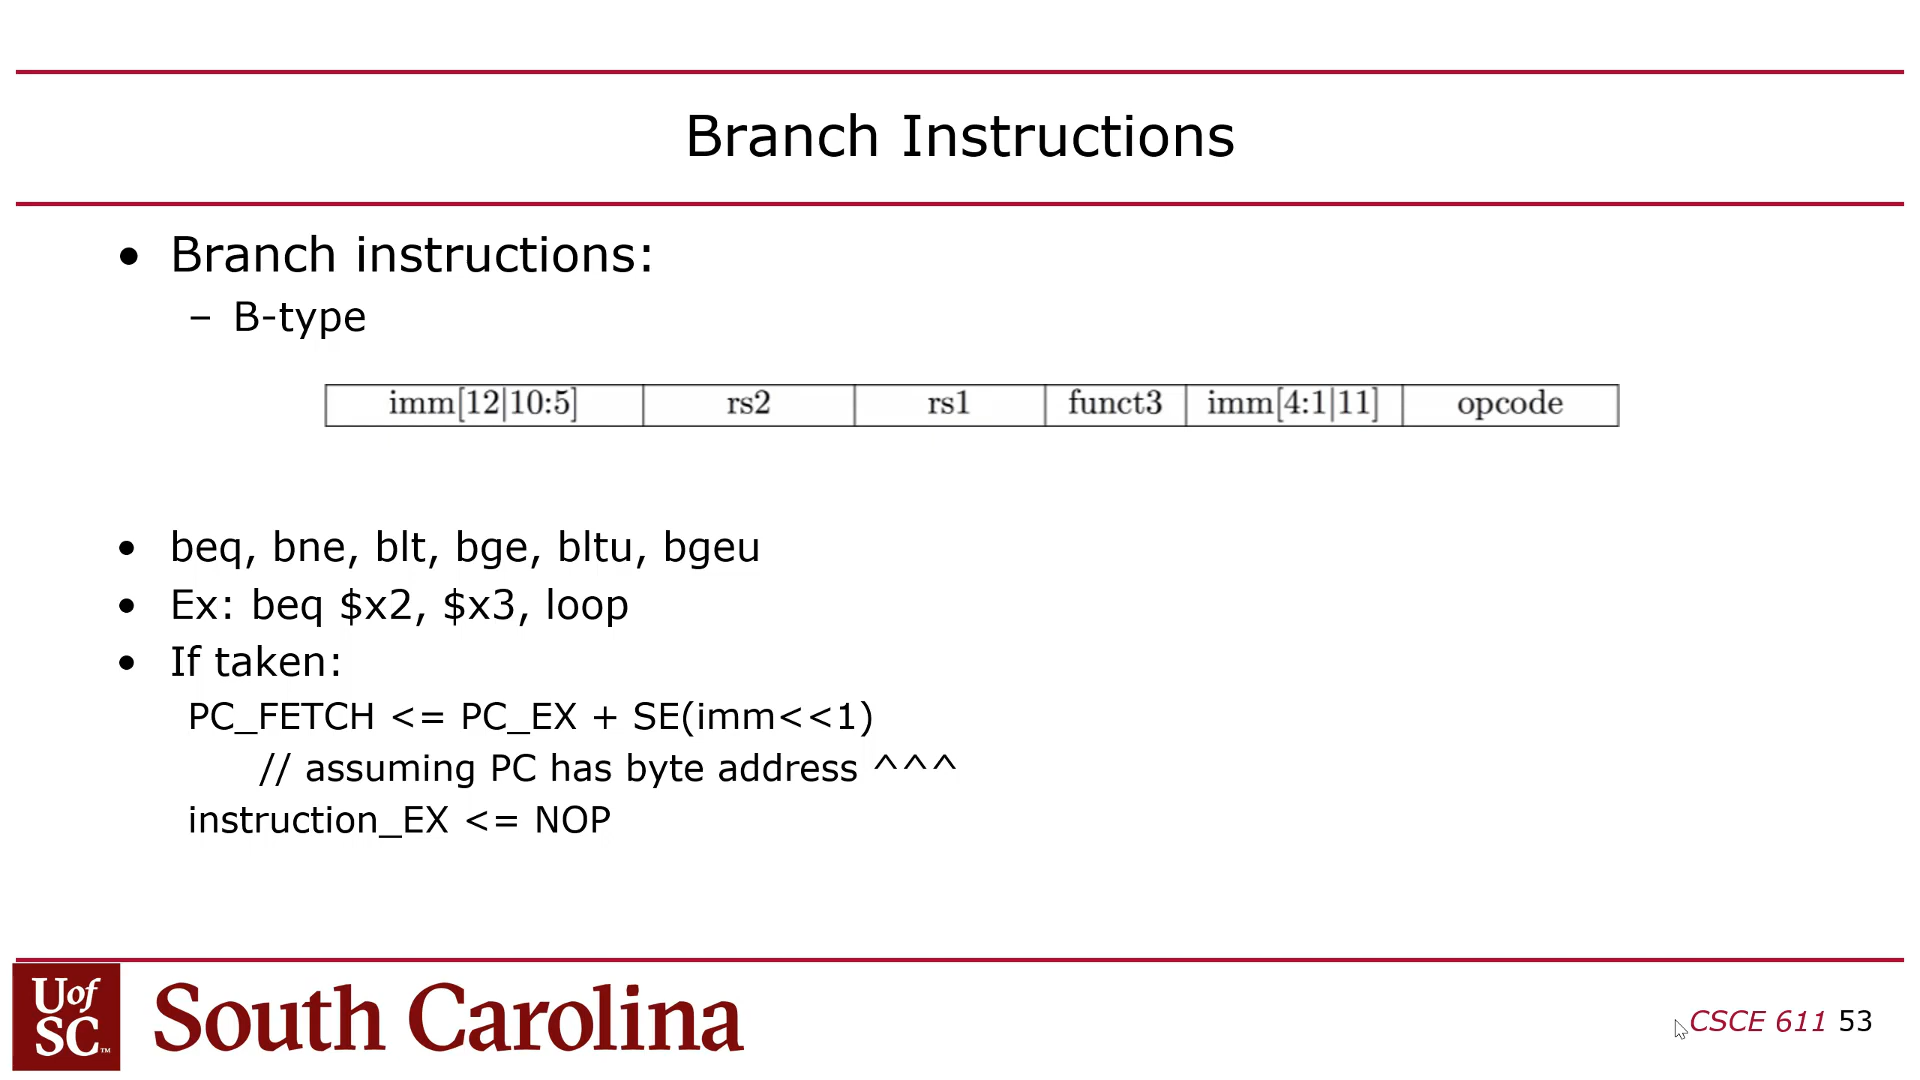 Branch Instructions
• Branch instructions:
– B-type
imm[12|10:5] rs2 rs1 funct3 imm[4:1|11] opcode
• beq, bne, blt, bge, bltu, bgeu
• Ex: beq $x2, $x3, loop
• If taken:
PC_FETCH <= PC_EX + SE(imm<<1)
// assuming PC has byte address ^^^
instruction_EX <= NOP
UofSC™ South Carolina
CSCE 611 53